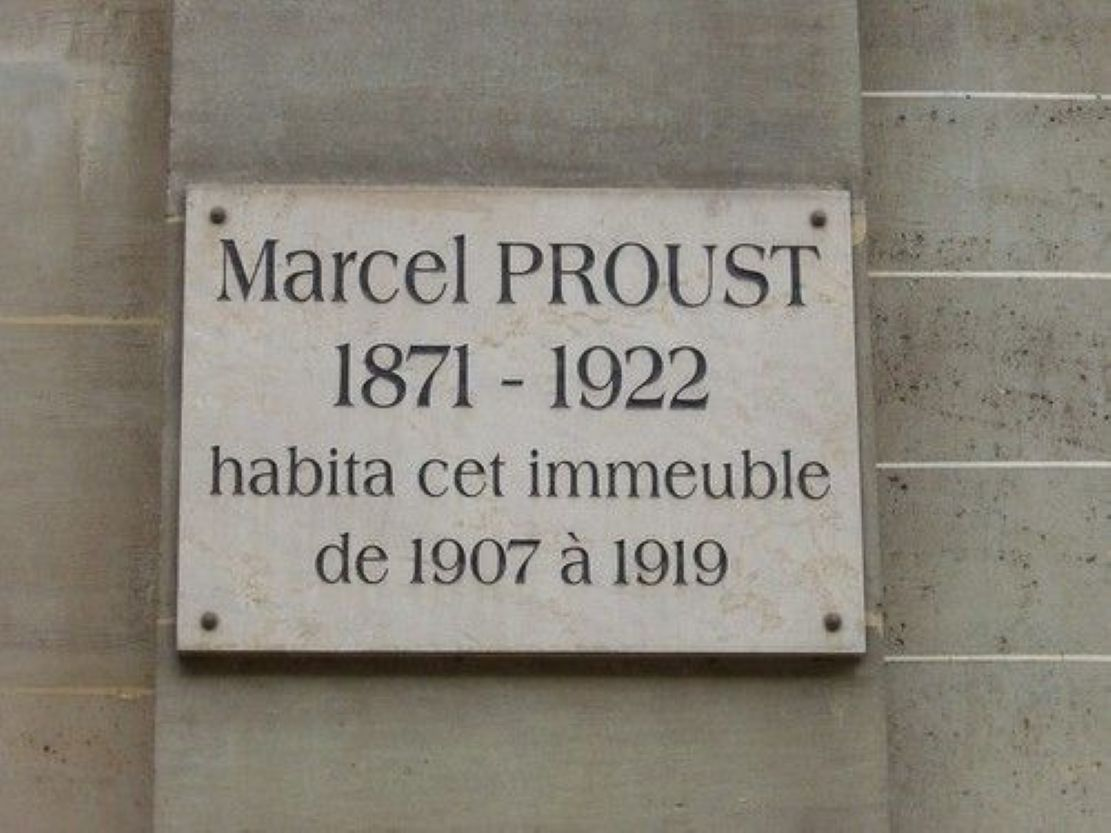 Marcel PROUST
1871 - 1922
habita cet immeuble
de 1907 à 1919